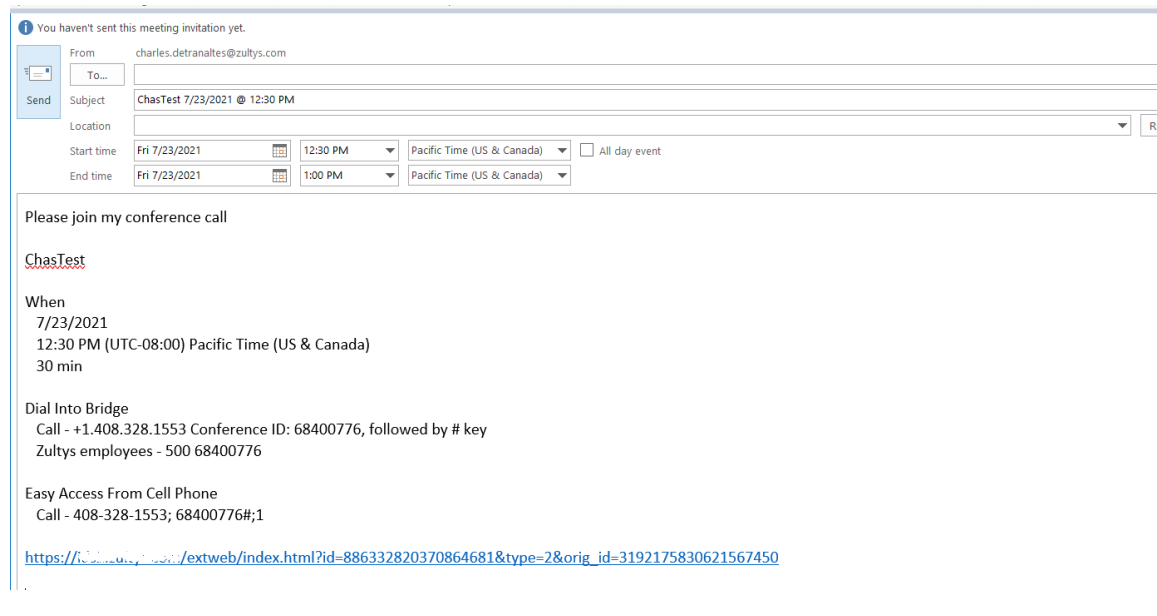 You haven't sent this meeting invitation yet.
From charles.detranaltes@zultys.com
To...
Send
Subject ChasTest 7/23/2021 @ 12:30 PM
Location R
Start time Fri 7/23/2021 12:30 PM Pacific Time (US & Canada) All day event
End time Fri 7/23/2021 1:00 PM Pacific Time (US & Canada)
Please join my conference call
ChasTest
When
7/23/2021
12:30 PM (UTC-08:00) Pacific Time (US & Canada)
30 min
Dial Into Bridge
Call - +1.408.328.1553 Conference ID: 68400776, followed by # key
Zultys employees - 500 68400776
Easy Access From Cell Phone
Call - 408-328-1553; 68400776#;1
https:// /extweb/index.html?id=886332820370864681&type=2&orig_id=3192175830621567450